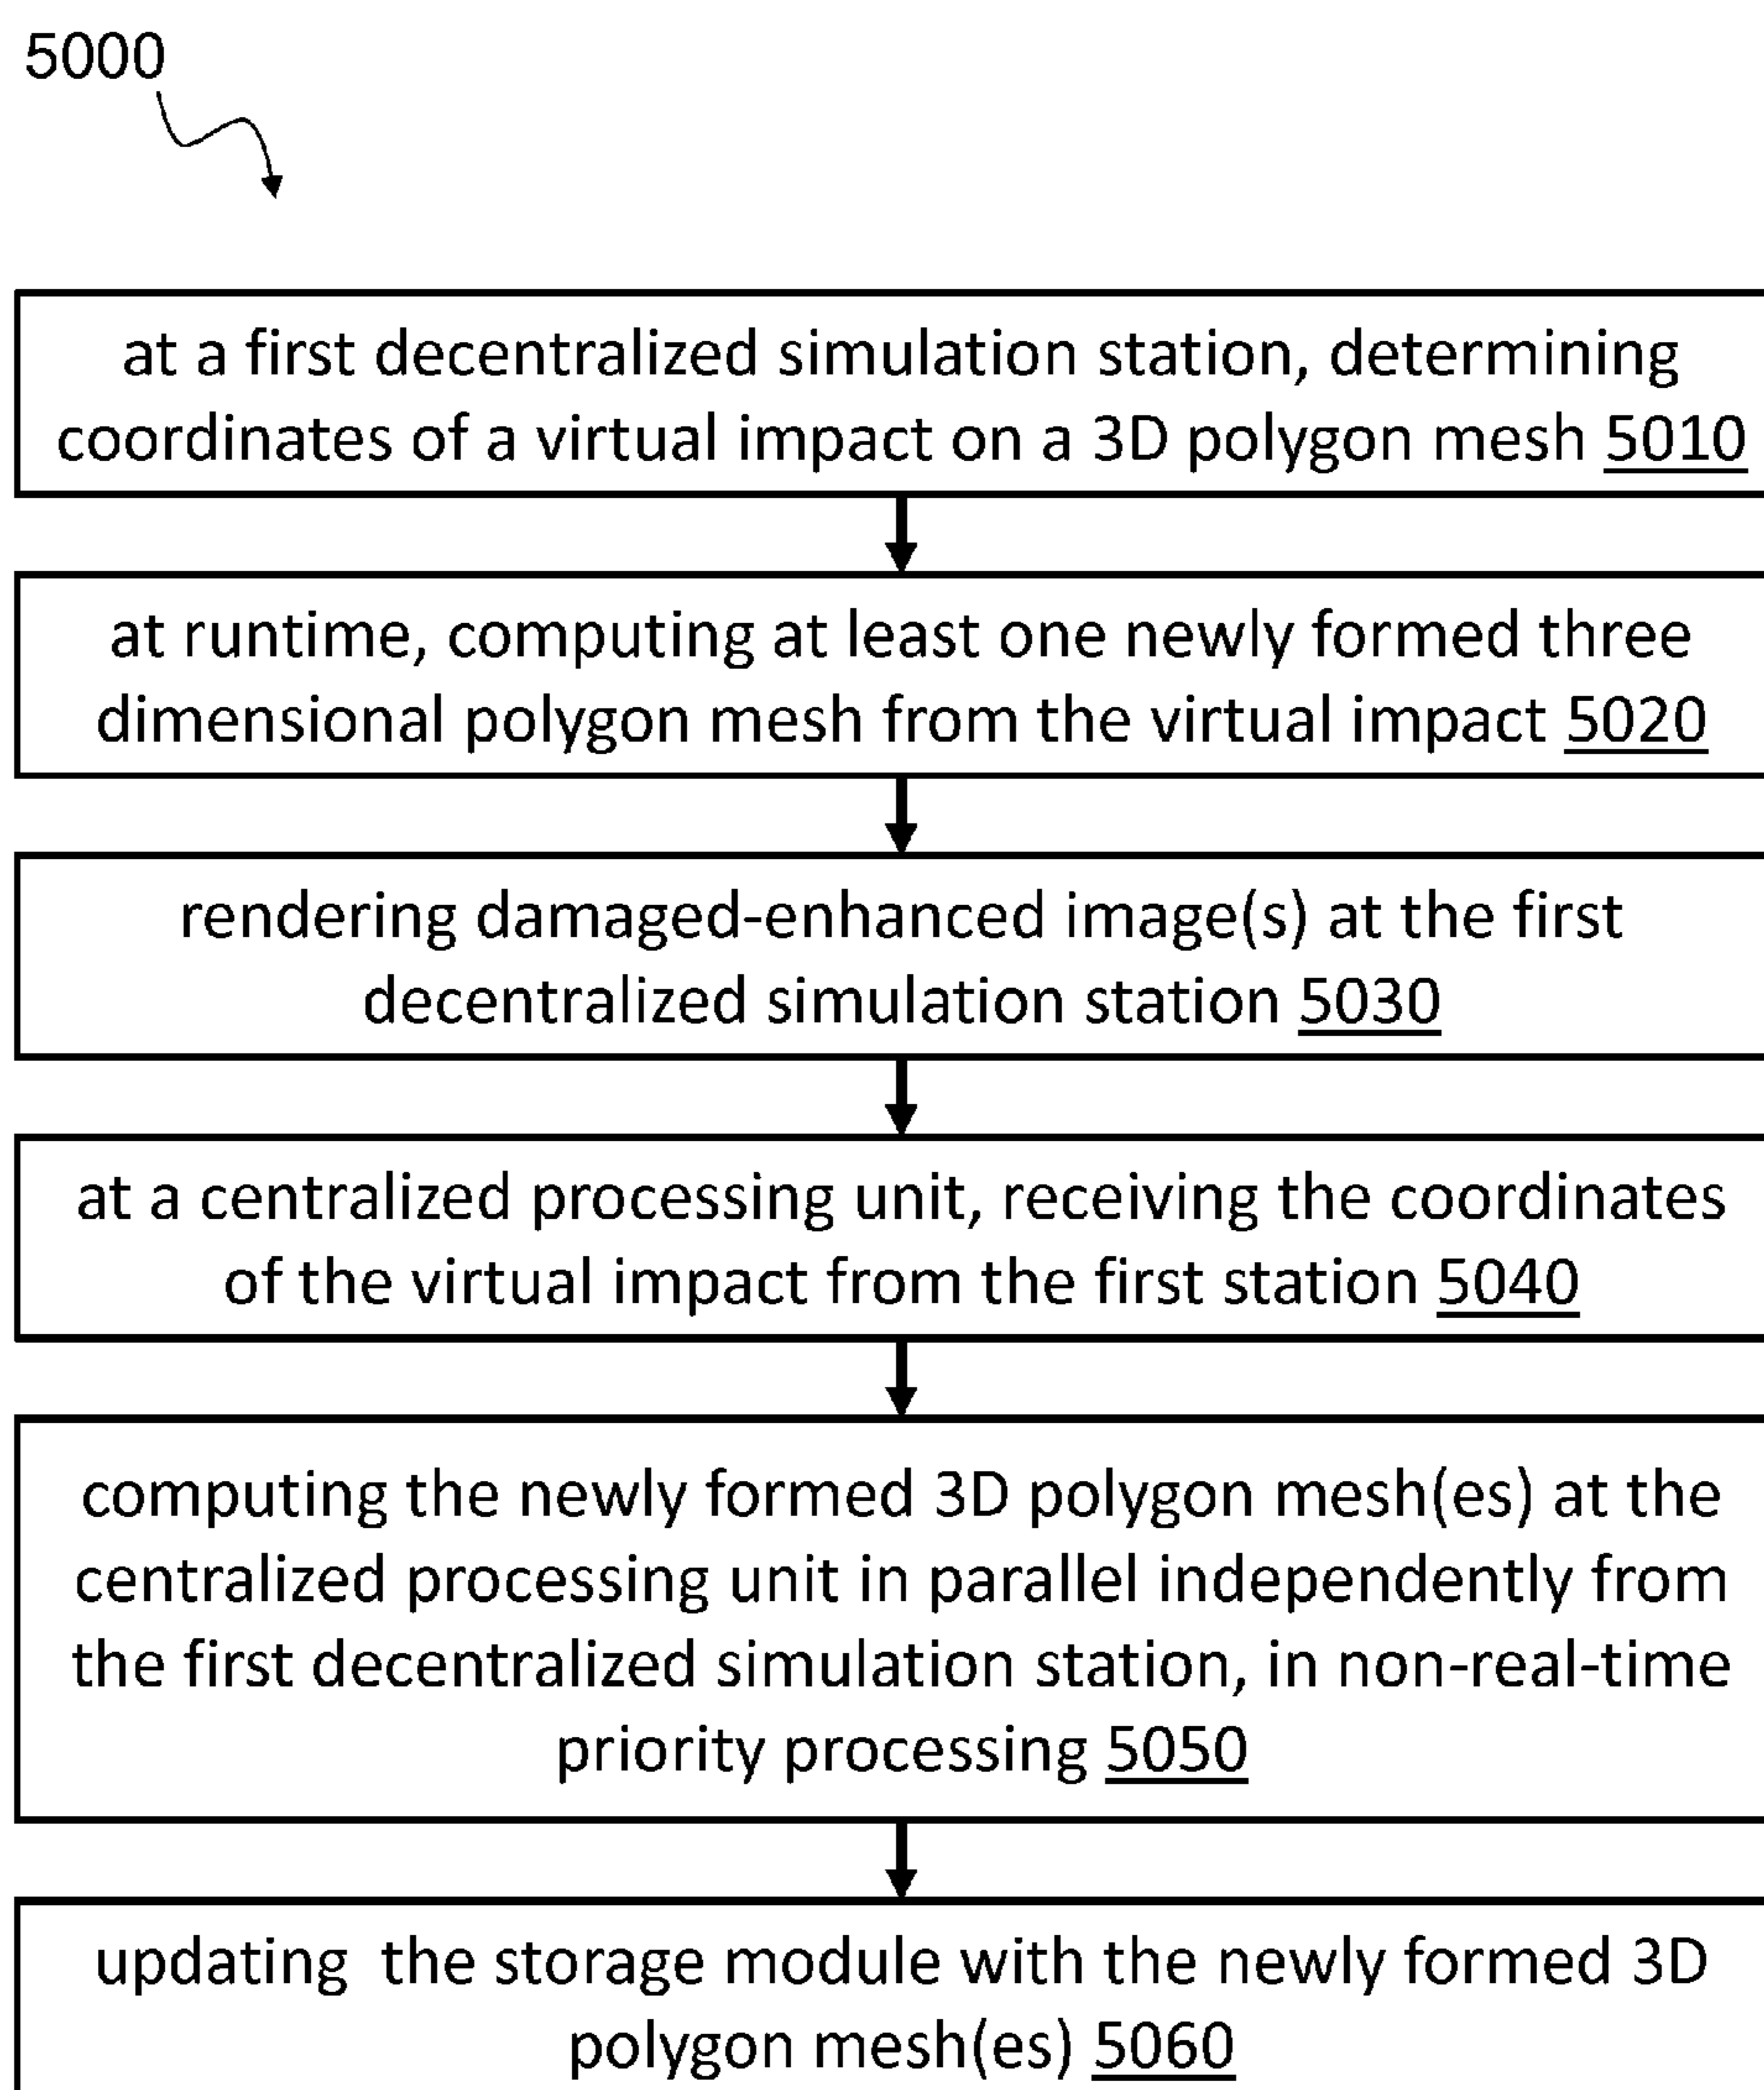 5000
at a first decentralized simulation station, determining
coordinates of a virtual impact on a 3D polygon mesh 5010
at runtime, computing at least one newly formed three
dimensional polygon mesh from the virtual impact 5020
rendering damaged-enhanced image(s) at the first
decentralized simulation station 5030
at a centralized processing unit, receiving the coordinates
of the virtual impact from the first station 5040
computing the newly formed 3D polygon mesh(es) at the
centralized processing unit in parallel independently from
the first decentralized simulation station, in non-real-time
priority processing 5050
updating the storage module with the newly formed 3D
polygon mesh(es) 5060